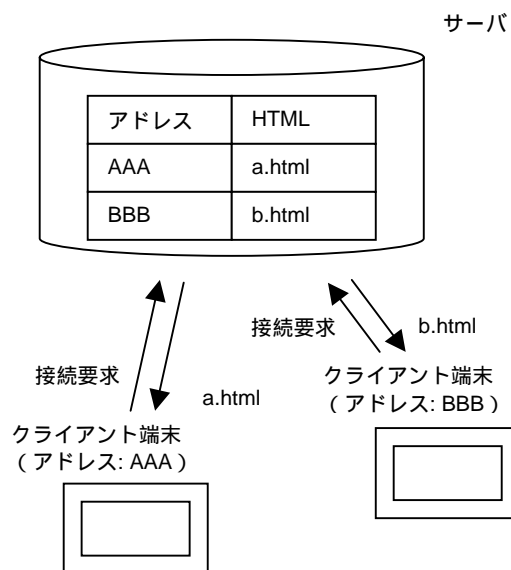 サーバ
アドレス HTML
AAA a.html
BBB b.html
接続要求 b.html
接続要求 a.html
クライアント端末
( アドレス: BBB )
クライアント端末
( アドレス: AAA )